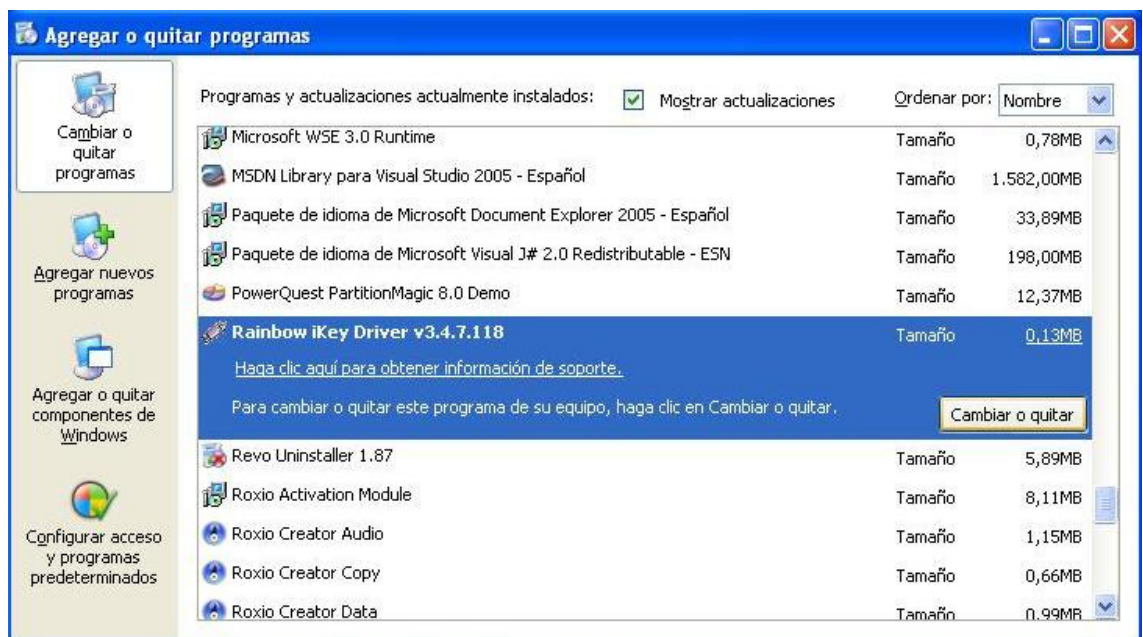 Agregar o quitar programas
Cambiar o
quitar
programas
Agregar nuevos
programas
Agregar o quitar
componentes de
Windows
Configurar acceso
y programas
predeterminados
Programas y actualizaciones actualmente instalados: Mostrar actualizaciones Ordenar por: Nombre
Microsoft WSE 3.0 Runtime Tamaño 0,78MB
MSDN Library para Visual Studio 2005 - Español Tamaño 1.582,00MB
Paquete de idioma de Microsoft Document Explorer 2005 - Español Tamaño 33,89MB
Paquete de idioma de Microsoft Visual J# 2.0 Redistributable - ESN Tamaño 198,00MB
PowerQuest PartitionMagic 8.0 Demo Tamaño 12,37MB
Rainbow iKey Driver v3.4.7.118 Tamaño 0,13MB
Haga clic aquí para obtener información de soporte.
Para cambiar o quitar este programa de su equipo, haga clic en Cambiar o quitar. Cambiar o quitar
Revo Uninstaller 1.87 Tamaño 5,89MB
Roxio Activation Module Tamaño 8,11MB
Roxio Creator Audio Tamaño 1,15MB
Roxio Creator Copy Tamaño 0,66MB
Roxio Creator Data Tamaño 0,99MB